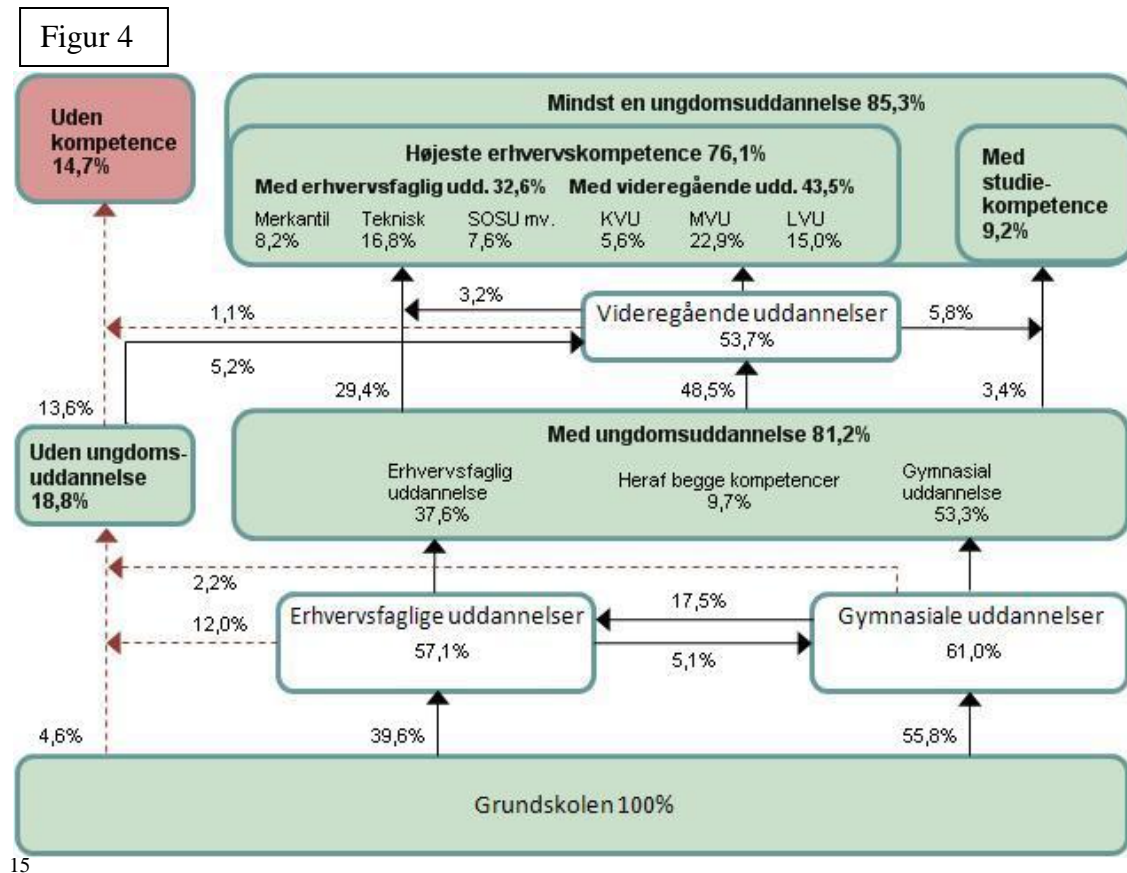 Figur 4
Uden
kompetence
14,7%
Mindst en ungdomsuddannelse 85,3%
Højeste erhvervskompetence 76,1%
Med erhvervsfaglig udd. 32,6%
Med videregående udd. 43,5%
Merkantil
8,2%
Teknisk
16,8%
SOSU mv.
7,6%
KVU
5,6%
MVU
22,9%
LVU
15,0%
Med
studie-
kompetence
9,2%
3,2%
1,1%
Videregående uddannelser
53,7%
5,8%
5,2%
13,6%
29,4%
48,5%
3,4%
Uden ungdoms-
uddannelse
18,8%
Med ungdomsuddannelse 81,2%
Erhvervsfaglig
uddannelse
37,6%
Heraf begge kompetencer
9,7%
Gymnasial
uddannelse
53,3%
2,2%
12,0%
Erhvervsfaglige uddannelser
57,1%
17,5%
5,1%
Gymnasiale uddannelser
61,0%
4,6%
39,6%
55,8%
Grundskolen 100%
15